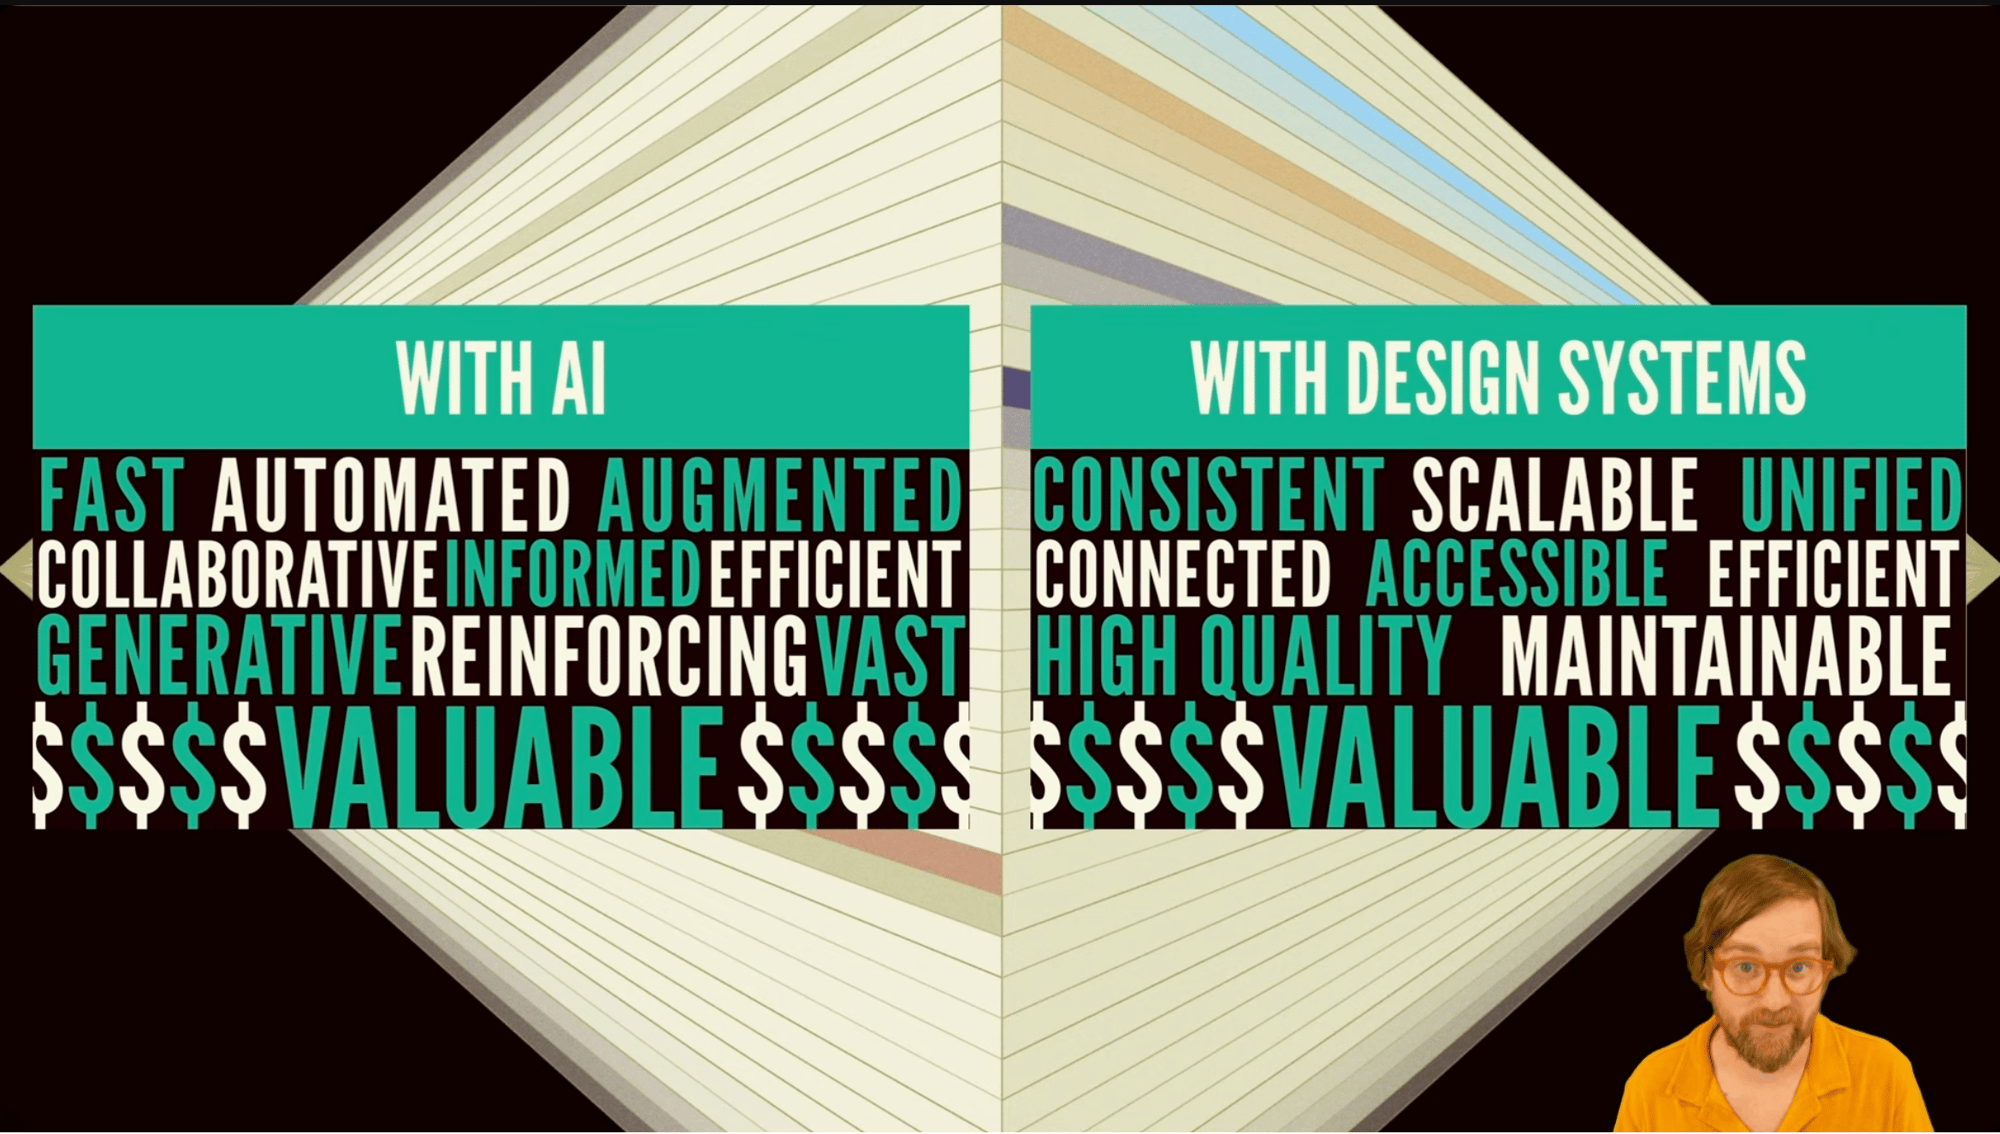 WITH AI
FAST AUTOMATED AUGMENTED
COLLABORATIVE INFORMED EFFICIENT
GENERATIVE REINFORCING VAST
$$$$$ VALUABLE $$$$$
WITH DESIGN SYSTEMS
CONSISTENT SCALABLE UNIFIED
CONNECTED ACCESSIBLE EFFICIENT
HIGH QUALITY MAINTAINABLE
$$$$$ VALUABLE $$$$$